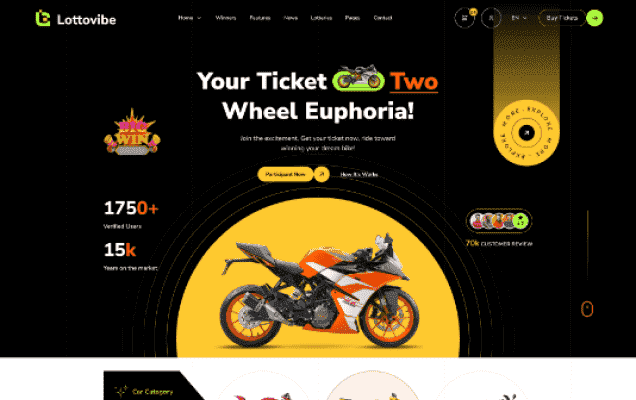 Lottovibe
Home Winners Features News Lotteries Pages Contact
EN
Buy Tickets
Your Ticket Two
Wheel Euphoria!
Join the excitement. Get your ticket now, ride toward
winning your dream bike!
Participant Now
How It's Works
BIG
WIN
EXPLORE MORE · EXPLORE MORE ·
1750+
Verified Users
15k
Years on the market
70k CUSTOMER REVIEW
Car Category